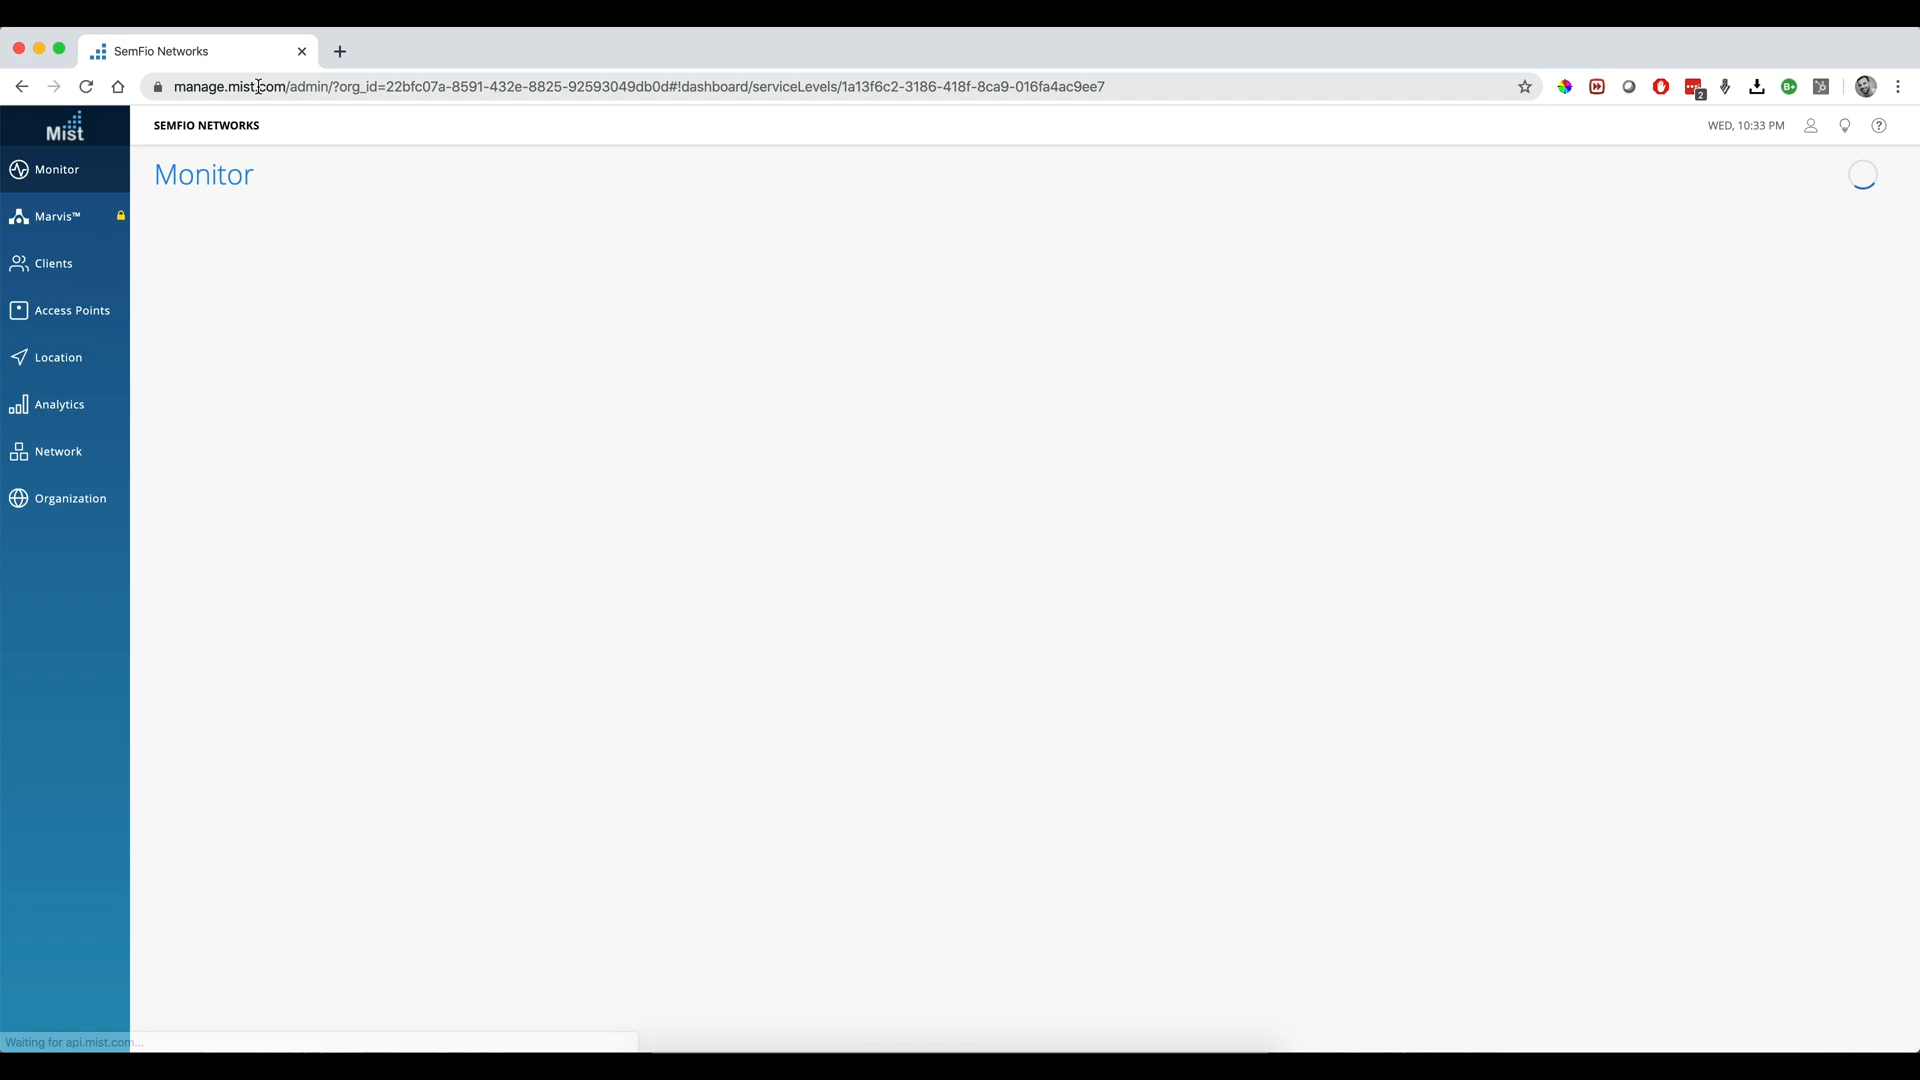 SemFio Networks
manage.mist.com/admin/?org_id=22bfc07a-8591-432e-8825-92593049db0d#!dashboard/serviceLevels/1a13f6c2-3186-418f-8ca9-016fa4ac9ee7
2
B+
Mist
SEMFIO NETWORKS
WED, 10:33 PM
?
Monitor
Monitor
Marvis™
Clients
Access Points
Location
Analytics
Network
Organization
Waiting for api.mist.com...